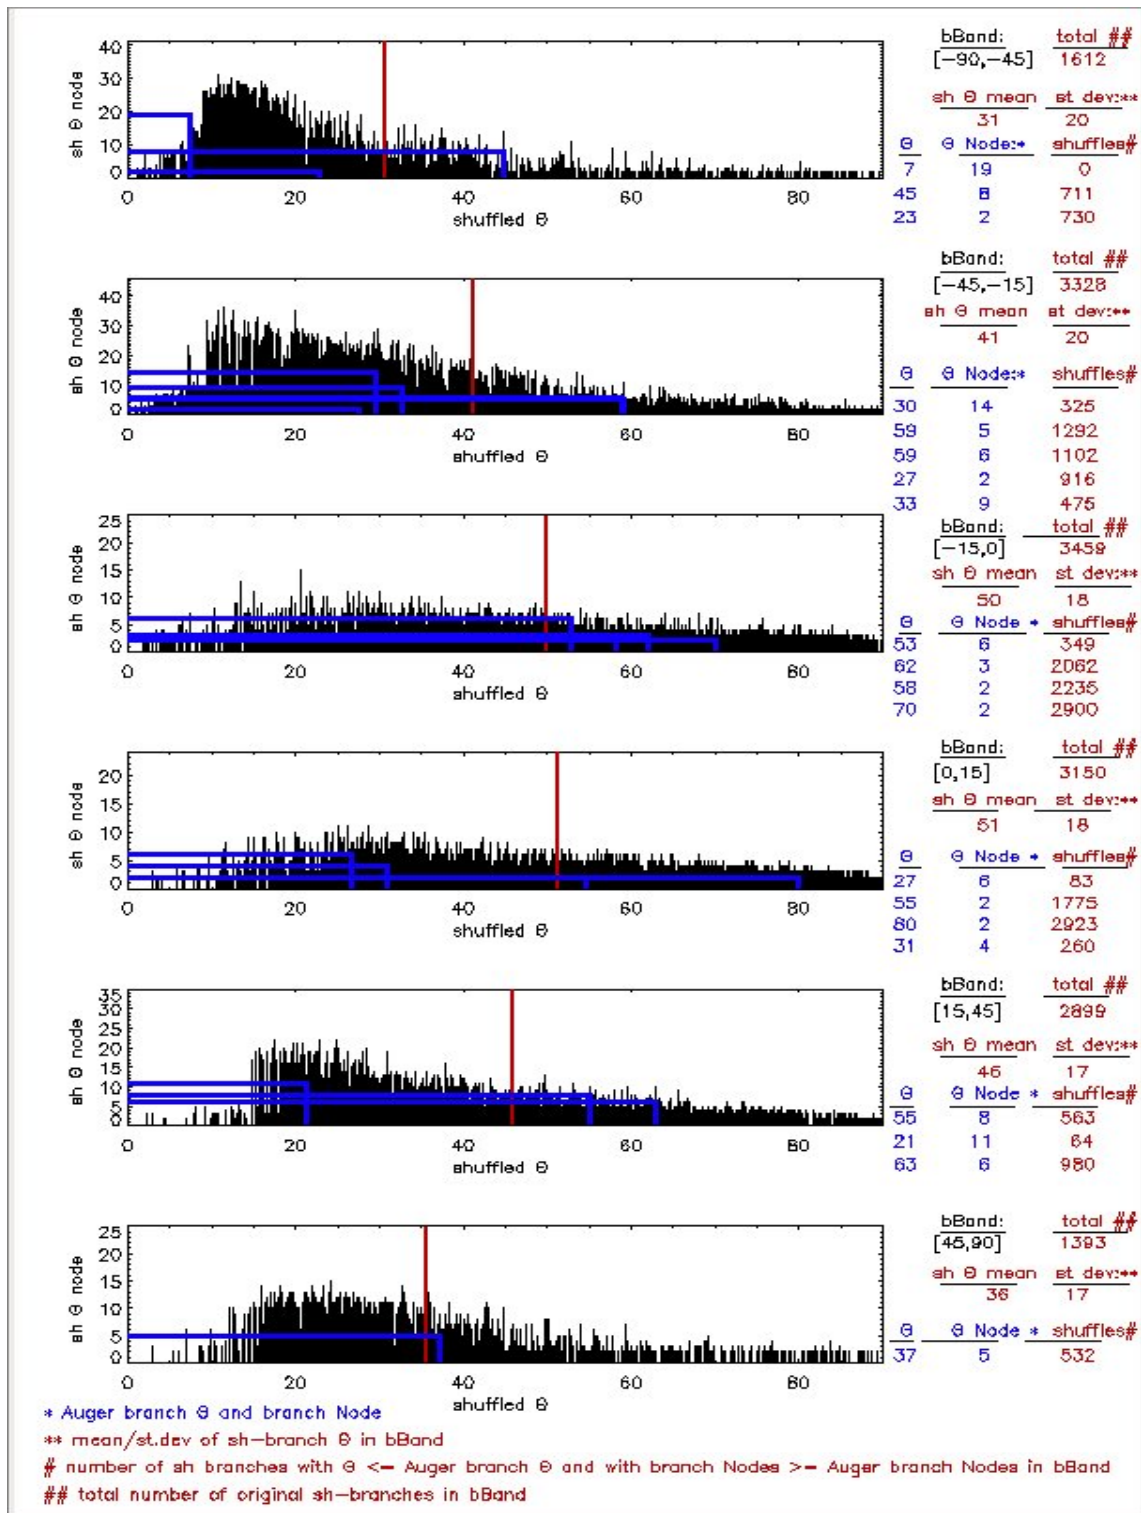 bBand: total ##
[-90,-45] 1612
sh Θ mean st dev:**
31 20
Θ Θ Node:* shuffles#
7 19 0
45 8 711
23 2 730
40
30
20
10
0
sh Θ node
0 20 40 60 80
shuffled Θ
bBand: total ##
[-45,-15] 3328
sh Θ mean st dev:**
41 20
Θ Θ Node:* shuffles#
30 14 325
59 5 1292
59 6 1102
27 2 916
33 9 475
40
30
20
10
0
sh Θ node
0 20 40 60 80
shuffled Θ
bBand: total ##
[-15,0] 3459
sh Θ mean st dev:**
50 18
Θ Θ Node * shuffles#
53 6 349
62 3 2062
58 2 2235
70 2 2900
25
20
15
10
5
0
sh Θ node
0 20 40 60 80
shuffled Θ
bBand: total ##
[0,15] 3150
sh Θ mean st dev:**
51 18
Θ Θ Node * shuffles#
27 6 83
55 2 1775
80 2 2923
31 4 260
20
15
10
5
0
sh Θ node
0 20 40 60 80
shuffled Θ
bBand: total ##
[15,45] 2899
sh Θ mean st dev:**
46 17
Θ Θ Node * shuffles#
55 8 563
21 11 64
63 6 980
35
30
25
20
15
10
5
0
sh Θ node
0 20 40 60 80
shuffled Θ
bBand: total ##
[45,90] 1393
sh Θ mean st dev:**
36 17
Θ Θ Node * shuffles#
37 5 532
25
20
15
10
5
0
sh Θ node
0 20 40 60 80
shuffled Θ
* Auger branch Θ and branch Node
** mean/st.dev of sh-branch Θ in bBand
# number of sh branches with Θ <= Auger branch Θ and with branch Nodes >= Auger branch Nodes in bBand
## total number of original sh-branches in bBand